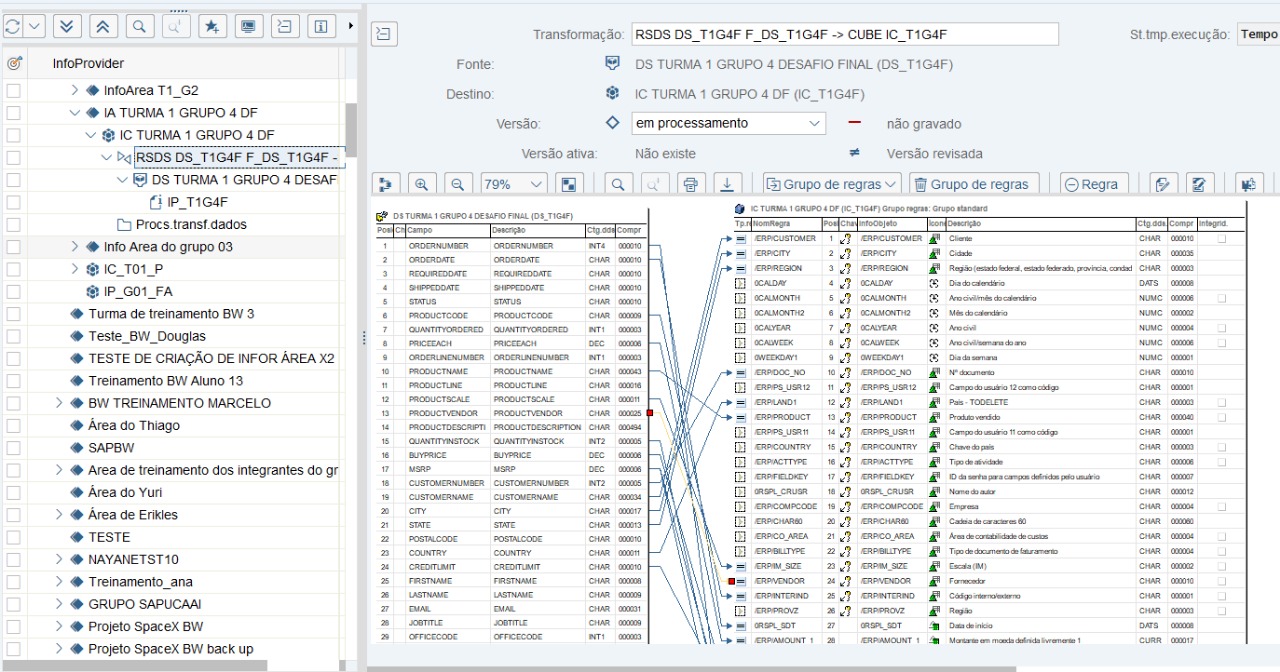 InfoProvider
InfoArea T1_G2
IA TURMA 1 GRUPO 4 DF
IC TURMA 1 GRUPO 4 DF
RSDS DS_T1G4F F_DS_T1G4F -
DS TURMA 1 GRUPO 4 DESAFI
IP_T1G4F
Procs.transf.dados
Info Area do grupo 03
IC_T01_P
IP_G01_FA
Turma de treinamento BW 3
Teste_BW_Douglas
TESTE DE CRIAÇÃO DE INFOR ÁREA X2
Treinamento BW Aluno 13
BW TREINAMENTO MARCELO
Área do Thiago
SAPBW
Area de treinamento dos integrantes do gr
Área do Yuri
Área de Erikles
TESTE
NAYANETST10
Treinamento_ana
GRUPO SAPUCAAI
Projeto SpaceX BW
Projeto SpaceX BW back up
Transformação: RSDS DS_T1G4F F_DS_T1G4F -> CUBE IC_T1G4F St.tmp.execução: Tempo
Fonte: DS TURMA 1 GRUPO 4 DESAFIO FINAL (DS_T1G4F)
Destino: IC TURMA 1 GRUPO 4 DF (IC_T1G4F)
Versão: em processamento não gravado
Versão ativa: Não existe Versão revisada
79% Grupo de regras Grupo de regras Regra
DS TURMA 1 GRUPO 4 DESAFIO FINAL (DS_T1G4F)
Posi Ch Campo Descrição Ctg.dds Compr
1 ORDERNUMBER ORDERNUMBER INT4 000010
2 ORDERDATE ORDERDATE CHAR 000010
3 REQUIREDDATE REQUIREDDATE CHAR 000010
4 SHIPPEDDATE SHIPPEDDATE CHAR 000010
5 STATUS STATUS CHAR 000010
6 PRODUCTCODE PRODUCTCODE CHAR 000009
7 QUANTITYORDERED QUANTITYORDERED INT1 000003
8 PRICEEACH PRICEEACH DEC 000006
9 ORDERLINENUMBER ORDERLINENUMBER INT1 000003
10 PRODUCTNAME PRODUCTNAME CHAR 000043
11 PRODUCTLINE PRODUCTLINE CHAR 000016
12 PRODUCTSCALE PRODUCTSCALE CHAR 000011
13 PRODUCTVENDOR PRODUCTVENDOR CHAR 000025
14 PRODUCTDESCRIPTI PRODUCTDESCRIPTION CHAR 000494
15 QUANTITYINSTOCK QUANTITYINSTOCK INT2 000005
16 BUYPRICE BUYPRICE DEC 000006
17 MSRP MSRP DEC 000006
18 CUSTOMERNUMBER CUSTOMERNUMBER INT2 000005
19 CUSTOMERNAME CUSTOMERNAME CHAR 000034
20 CITY CITY CHAR 000017
21 STATE STATE CHAR 000013
22 POSTALCODE POSTALCODE CHAR 000010
23 COUNTRY COUNTRY CHAR 000011
24 CREDITLIMIT CREDITLIMIT CHAR 000010
25 FIRSTNAME FIRSTNAME CHAR 000008
26 LASTNAME LASTNAME CHAR 000009
27 EMAIL EMAIL CHAR 000031
28 JOBTITLE JOBTITLE CHAR 000009
29 OFFICECODE OFFICECODE INT1 000003
IC TURMA 1 GRUPO 4 DF (IC_T1G4F) Grupo regras: Grupo standard
Tp.r NomRegra Posi Chav InfoObjeto Ícone Descrição Ctg.dds Compr Integrid.
/ERP/CUSTOMER 1 /ERP/CUSTOMER Cliente CHAR 000010
/ERP/CITY 2 /ERP/CITY Cidade CHAR 000035
/ERP/REGION 3 /ERP/REGION Região (estado federal, estado federado, província, condad CHAR 000003
0CALDAY 4 0CALDAY Dia do calendário DATS 000008
0CALMONTH 5 0CALMONTH Ano civil/mês do calendário NUMC 000006
0CALMONTH2 6 0CALMONTH2 Mês do calendário NUMC 000002
0CALYEAR 7 0CALYEAR Ano civil NUMC 000004
0CALWEEK 8 0CALWEEK Ano civil/semana do ano NUMC 000006
0WEEKDAY1 9 0WEEKDAY1 Dia da semana NUMC 000001
/ERP/DOC_NO 10 /ERP/DOC_NO Nº documento CHAR 000010
/ERP/PS_USR12 11 /ERP/PS_USR12 Campo do usuário 12 como código CHAR 000001
/ERP/LAND1 12 /ERP/LAND1 País - TODELETE CHAR 000003
/ERP/PRODUCT 13 /ERP/PRODUCT Produto vendido CHAR 000040
/ERP/PS_USR11 14 /ERP/PS_USR11 Campo do usuário 11 como código CHAR 000001
/ERP/COUNTRY 15 /ERP/COUNTRY Chave do país CHAR 000003
/ERP/ACTTYPE 16 /ERP/ACTTYPE Tipo de atividade CHAR 000006
/ERP/FIELDKEY 17 /ERP/FIELDKEY ID da senha para campos definidos pelo usuário CHAR 000007
0RSPL_CRUSR 18 0RSPL_CRUSR Nome do autor CHAR 000012
/ERP/COMPCODE 19 /ERP/COMPCODE Empresa CHAR 000004
/ERP/CHAR60 20 /ERP/CHAR60 Cadeia de caracteres 60 CHAR 000060
/ERP/CO_AREA 21 /ERP/CO_AREA Área de contabilidade de custos CHAR 000004
/ERP/BILLTYPE 22 /ERP/BILLTYPE Tipo de documento de faturamento CHAR 000004
/ERP/IM_SIZE 23 /ERP/IM_SIZE Escala (IM) CHAR 000002
/ERP/VENDOR 24 /ERP/VENDOR Fornecedor CHAR 000010
/ERP/INTERIND 25 /ERP/INTERIND Código interno/externo CHAR 000001
/ERP/PROVZ 26 /ERP/PROVZ Região CHAR 000003
0RSPL_SDT 27 0RSPL_SDT Data de início DATS 000008
/ERP/AMOUNT_1 28 /ERP/AMOUNT_1 Montante em moeda definida livremente 1 CURR 000017